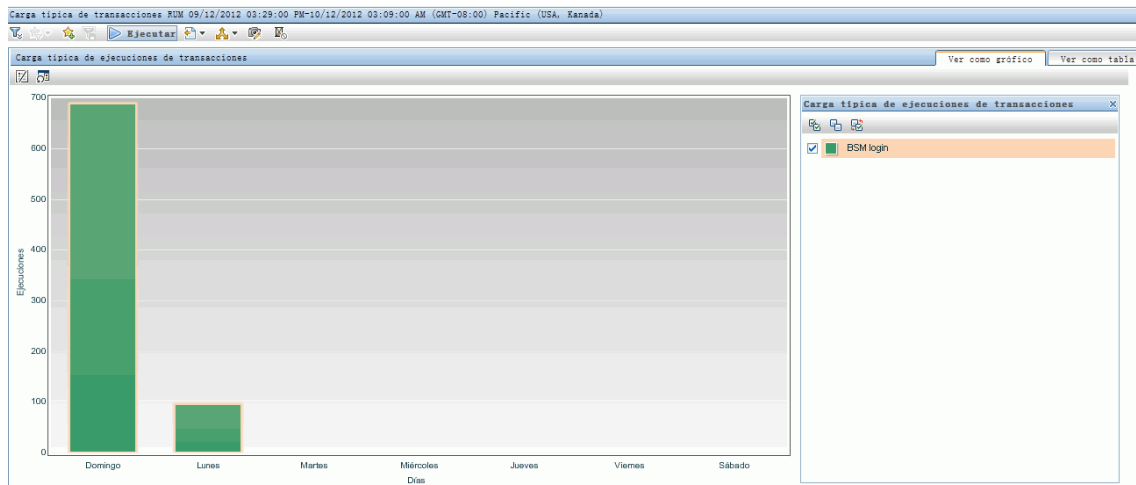 Carga típica de transacciones RUM 09/12/2012 03:29:00 PM-10/12/2012 03:09:00 AM (GMT-08:00) Pacific (USA, Kanada)
Ejecutar
Carga típica de ejecuciones de transacciones
Ver como gráfico
Ver como tabla
700
600
500
400
300
200
100
0
Ejecuciones
Domingo
Lunes
Martes
Miércoles
Jueves
Viernes
Sábado
Días
Carga típica de ejecuciones de transacciones
BSM login